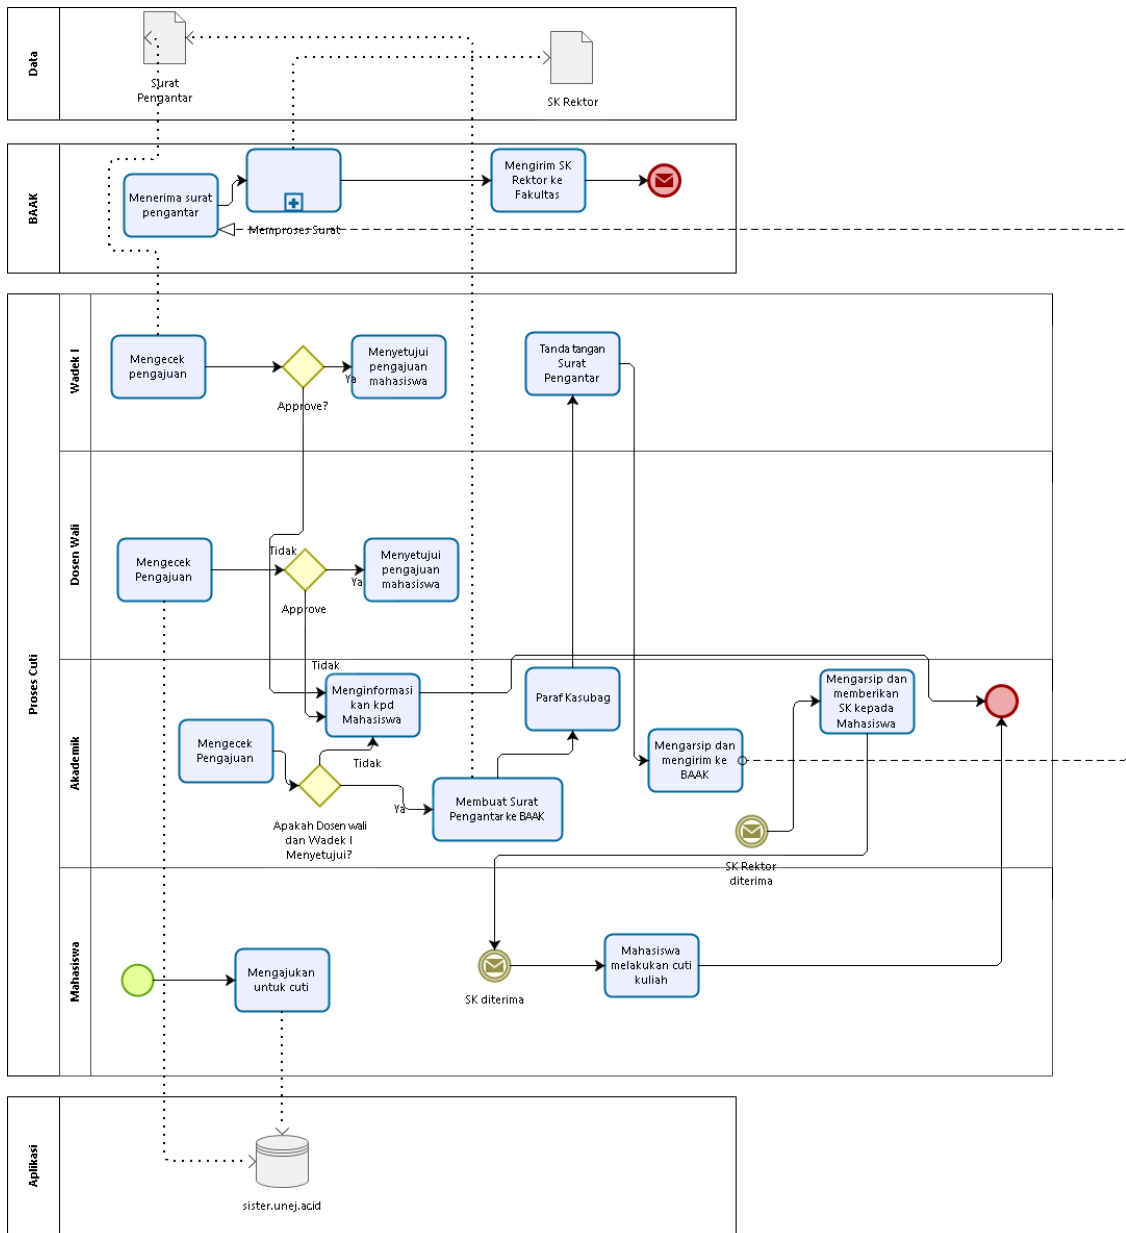 Data
Surat
Pengantar
SK Rektor
BAAK
Menerima surat
pengantar
Memproses Surat
Mengirim SK
Rektor ke
Fakultas
Proses Cuti
Wadek I
Mengecek
pengajuan
Approve?
Ya
Menyetujui
pengajuan
mahasiswa
Tanda tangan
Surat
Pengantar
Dosen Wali
Mengecek
Pengajuan
Tidak
Approve
Ya
Menyetujui
pengajuan
mahasiswa
Akademik
Tidak
Menginformasi
kan kpd
Mahasiswa
Mengecek
Pengajuan
Tidak
Apakah Dosen wali
dan Wadek I
Menyetujui?
Ya
Membuat Surat
Pengantar ke BAAK
Paraf Kasubag
Mengarsip dan
mengirim ke
BAAK
SK Rektor
diterima
Mengarsip dan
memberikan
SK kepada
Mahasiswa
Mahasiswa
Mengajukan
untuk cuti
SK diterima
Mahasiswa
melakukan cuti
kuliah
Aplikasi
sister.unej.acid